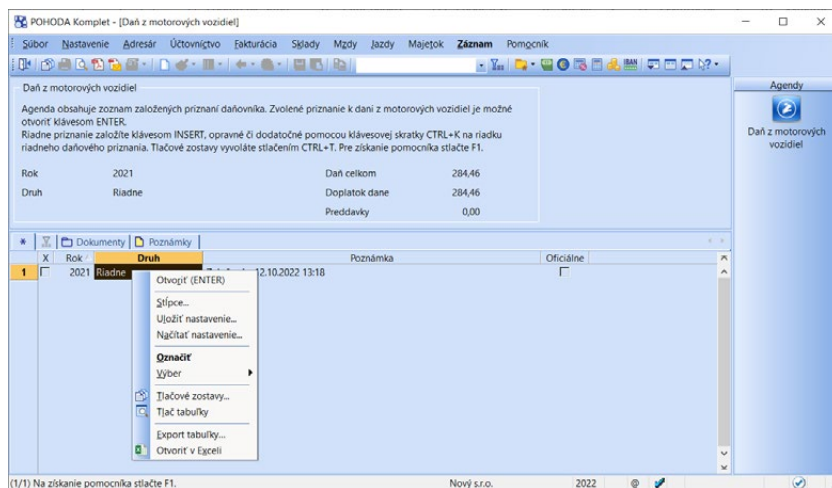 POHODA Komplet - [Daň z motorových vozidiel]
Súbor Nastavenie Adresár Účtovníctvo Fakturácia Sklady Mzdy Jazdy Majetok Záznam Pomocník
Daň z motorových vozidiel
Agenda obsahuje zoznam založených priznaní daňovníka. Zvolené priznanie k dani z motorových vozidiel je možné
otvoriť klávesom ENTER.
Riadne priznanie založíte klávesom INSERT, opravné či dodatočné pomocou klávesovej skratky CTRL+K na riadku
riadneho daňového priznania. Tlačové zostavy vyvoláte stlačením CTRL+T. Pre získanie pomocníka stlačte F1.
Rok 2021 Daň celkom 284,46
Druh Riadne Doplatok dane 284,46
Preddavky 0,00
Agendy
Daň z motorových
vozidiel
* Dokumenty Poznámky
X Rok Druh Poznámka Oficiálne
1 2021 Riadne 12.10.2022 13:18
Otvoriť (ENTER)
Stĺpce...
Uložiť nastavenie...
Načítať nastavenie...
Označiť
Výber
Tlačové zostavy...
Tlač tabuľky
Export tabuľky...
Otvoriť v Exceli
(1/1) Na získanie pomocníka stlačte F1. Nový s.r.o. 2022 @